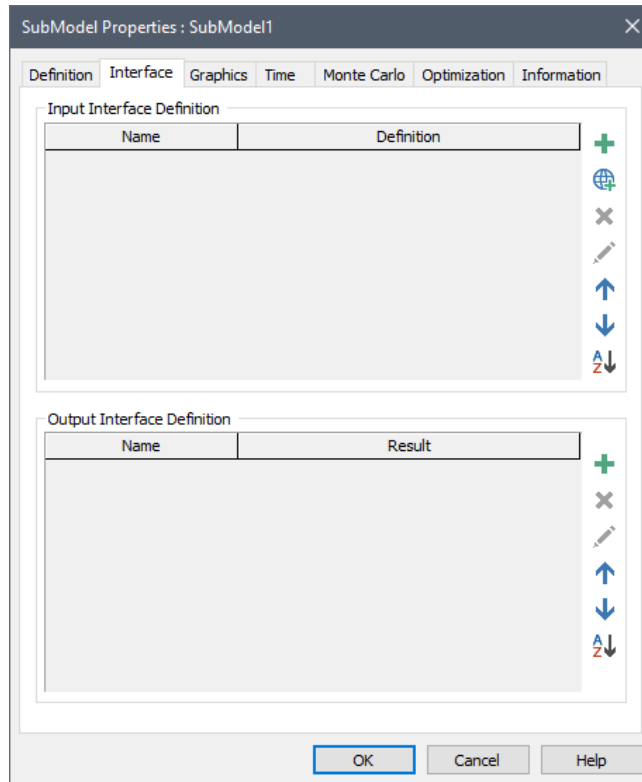 SubModel Properties : SubModel1
Definition Interface Graphics Time Monte Carlo Optimization Information
Input Interface Definition
Name Definition
A
Z
Output Interface Definition
Name Result
A
Z
OK Cancel Help